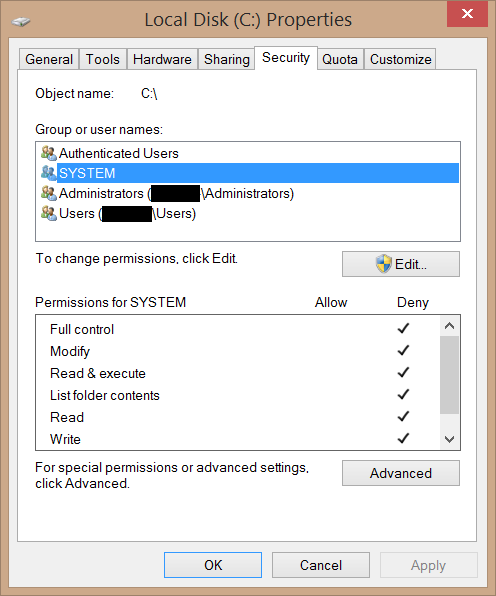 Local Disk (C:) Properties
General Tools Hardware Sharing Security Quota Customize
Object name: C:\
Group or user names:
Authenticated Users
SYSTEM
Administrators ( \Administrators)
Users ( \Users)
To change permissions, click Edit.
Edit...
Permissions for SYSTEM Allow Deny
Full control
Modify
Read & execute
List folder contents
Read
Write
For special permissions or advanced settings,
click Advanced.
Advanced
OK Cancel Apply